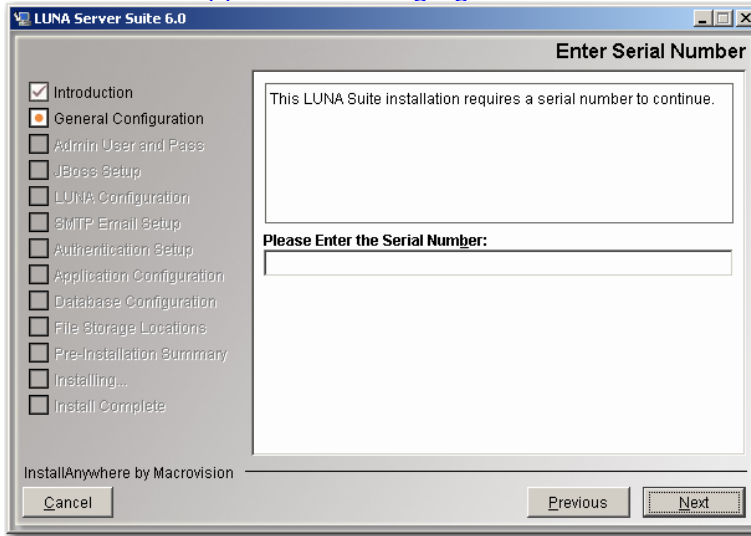 LUNA Server Suite 6.0
Enter Serial Number
Introduction
General Configuration
Admin User and Pass
JBoss Setup
LUNA Configuration
SMTP Email Setup
Authentication Setup
Application Configuration
Database Configuration
File Storage Locations
Pre-Installation Summary
Installing...
Install Complete
This LUNA Suite installation requires a serial number to continue.
Please Enter the Serial Number:
InstallAnywhere by Macrovision
Cancel
Previous
Next